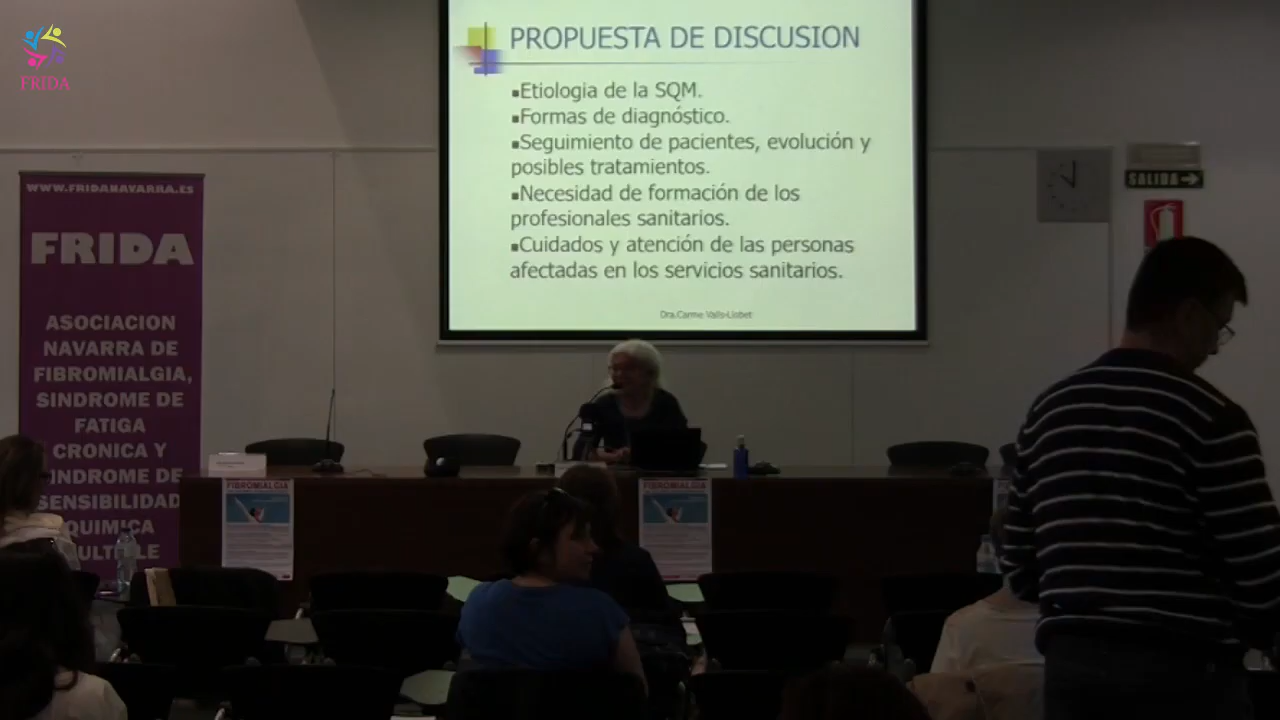 FRIDA
PROPUESTA DE DISCUSION
▪Etiologia de la SQM.
▪Formas de diagnóstico.
▪Seguimiento de pacientes, evolución y
posibles tratamientos.
▪Necesidad de formación de los
profesionales sanitarios.
▪Cuidados y atención de las personas
afectadas en los servicios sanitarios.
Dra.Carme Valls-Llobet
SALIDA
WWW.FRIDANAVARRA.ES
FRIDA
ASOCIACION
NAVARRA DE
FIBROMIALGIA,
SINDROME DE
FATIGA
CRONICA Y
INDROME DE
SENSIBILIDAD
QUIMICA
FIBROMIALGIA
FIBROMIALGIA